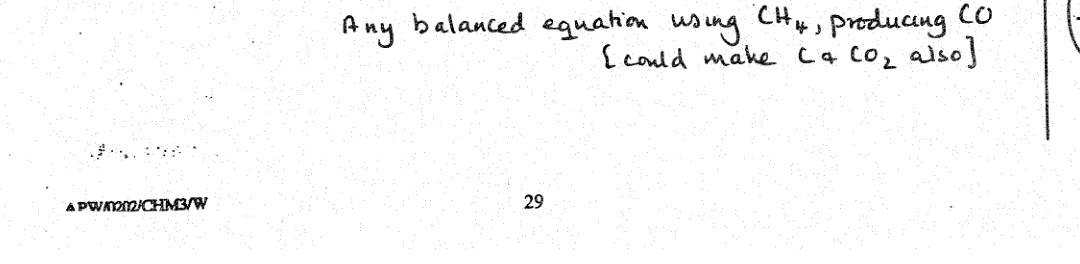 Any balanced equation using CH₄, producing CO
[could make C & CO₂ also]
APW/0202/CHM3/W
29